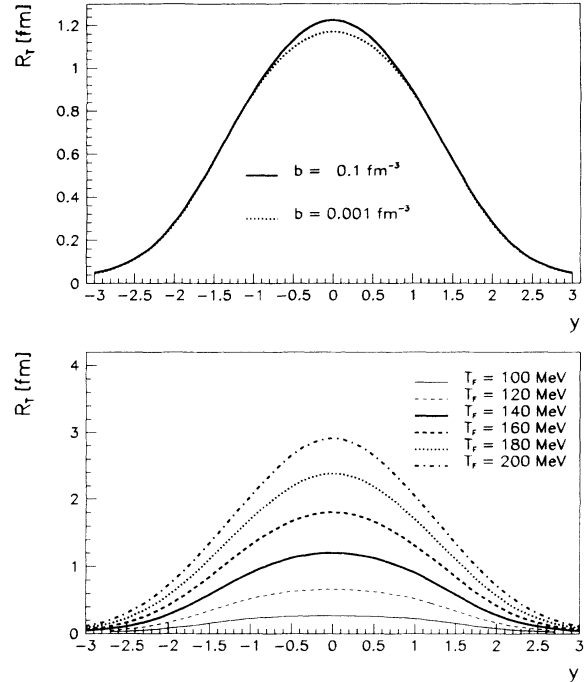 R_T [fm]
1.2
1
0.8
0.6
0.4
0.2
0
b = 0.1 fm⁻³
b = 0.001 fm⁻³
−3 −2.5 −2 −1.5 −1 −0.5 0 0.5 1 1.5 2 2.5 3
y
R_T [fm]
4
3
2
1
0
T_F = 100 MeV
T_F = 120 MeV
T_F = 140 MeV
T_F = 160 MeV
T_F = 180 MeV
T_F = 200 MeV
−3 −2.5 −2 −1.5 −1 −0.5 0 0.5 1 1.5 2 2.5 3
y